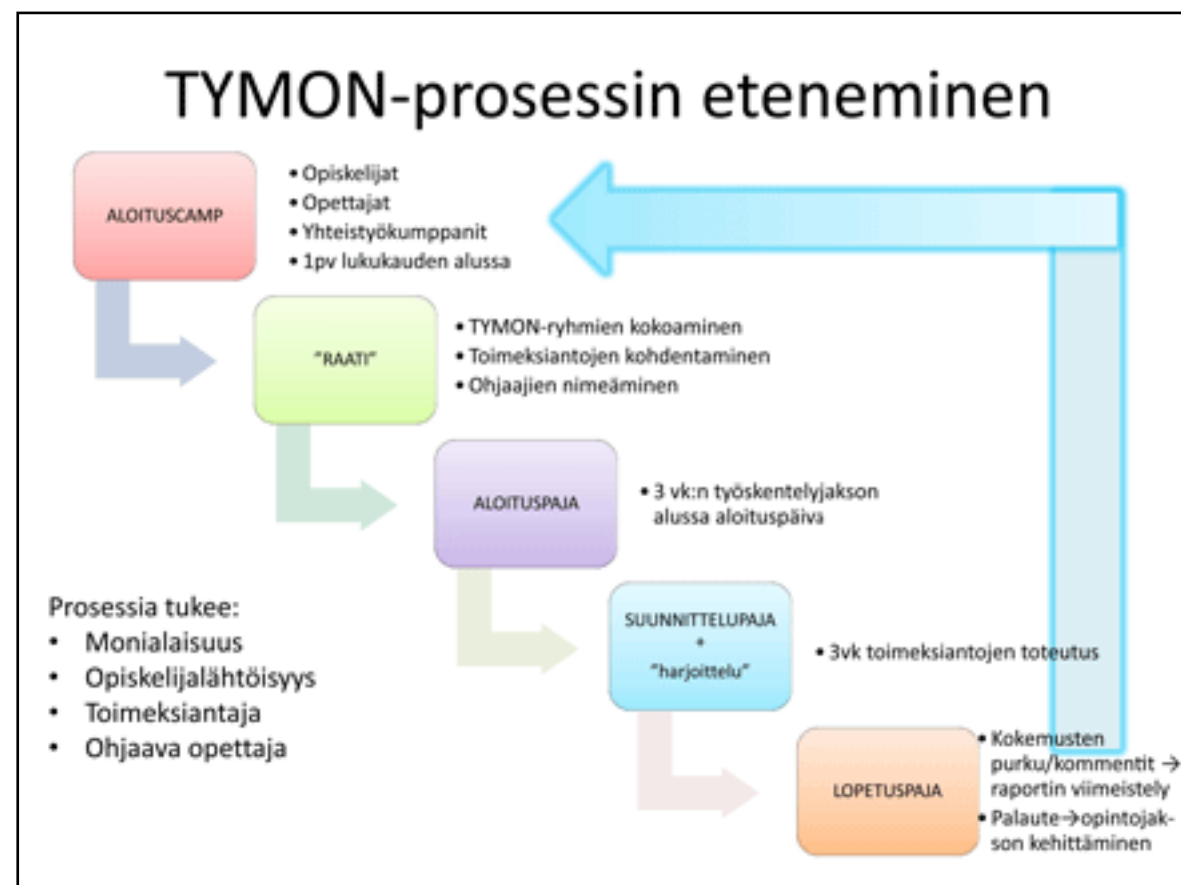 TYMON-prosessin eteneminen
ALOITUSCAMP
• Opiskelijat
• Opettajat
• Yhteistyökumppanit
• 1pv lukukauden alussa
"RAATI"
• TYMON-ryhmien kokoaminen
• Toimeksiantojen kohdentaminen
• Ohjaajien nimeäminen
ALOITUSPAJA
• 3 vk:n työskentelyjakson
alussa aloituspäivä
SUUNNITTELUPAJA
+
"harjoittelu"
• 3vk toimeksiantojen toteutus
LOPETUSPAJA
• Kokemusten
purku/kommentit →
raportin viimeistely
• Palaute→opintojak-
son kehittäminen
Prosessia tukee:
• Monialaisuus
• Opiskelijalähtöisyys
• Toimeksiantaja
• Ohjaava opettaja